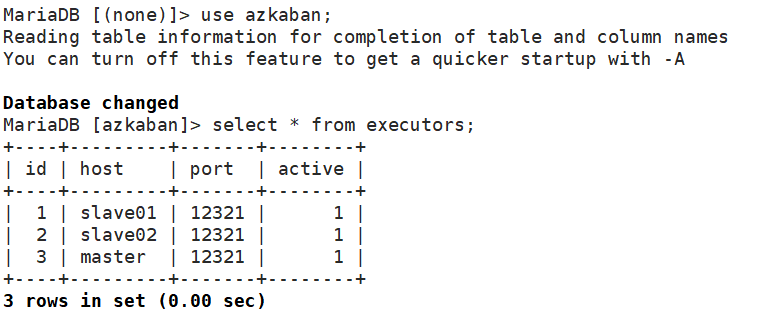 MariaDB [(none)]> use azkaban;
Reading table information for completion of table and column names
You can turn off this feature to get a quicker startup with -A

Database changed
MariaDB [azkaban]> select * from executors;
+----+---------+-------+--------+
| id | host    | port  | active |
+----+---------+-------+--------+
|  1 | slave01 | 12321 |      1 |
|  2 | slave02 | 12321 |      1 |
|  3 | master  | 12321 |      1 |
+----+---------+-------+--------+
3 rows in set (0.00 sec)